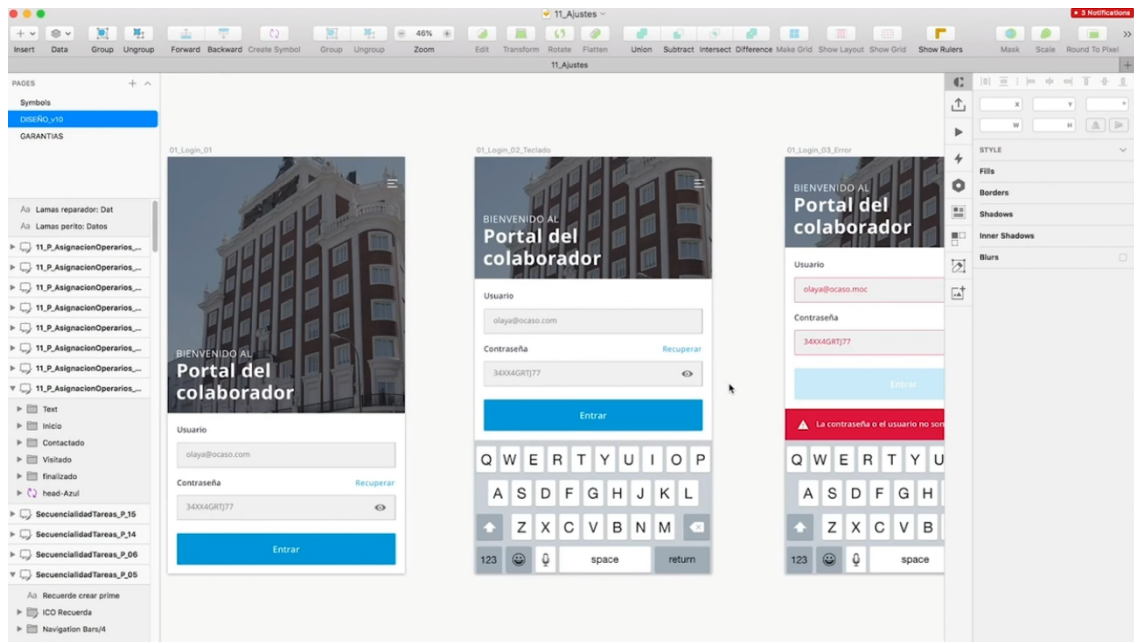 11_Ajustes
3 Notifications
Insert Data Group Ungroup Forward Backward Create Symbol Group Ungroup 46% Zoom Edit Transform Rotate Flatten Union Subtract Intersect Difference Make Grid Show Layout Show Grid Show Rulers Mask Scale Round To Pixel
11_Ajustes
PAGES
Symbols
DISEÑO_v10
GARANTIAS
Aa Lamas reparador: Dat
Aa Lamas perito: Datos
11_P_AsignacionOperarios_...
11_P_AsignacionOperarios_...
11_P_AsignacionOperarios_...
11_P_AsignacionOperarios_...
11_P_AsignacionOperarios_...
11_P_AsignacionOperarios_...
11_P_AsignacionOperarios_...
11_P_AsignacionOperarios_...
Text
Inicio
Contactado
Visitado
finalizado
head-Azul
SecuencialidadTareas_P_15
SecuencialidadTareas_P_14
SecuencialidadTareas_P_06
SecuencialidadTareas_P_05
Aa Recuerde crear prime
ICO Recuerda
Navigation Bars/4
01_Login_01
BIENVENIDO AL
Portal del
colaborador
Usuario
olaya@ocaso.com
Contraseña Recuperar
34XX4GRTJ77
Entrar
01_Login_02_Teclado
BIENVENIDO AL
Portal del
colaborador
Usuario
olaya@ocaso.com
Contraseña Recuperar
34XX4GRTJ77
Entrar
Q W E R T Y U I O P
A S D F G H J K L
Z X C V B N M
123 space return
01_Login_03_Error
BIENVENIDO AL
Portal del
colaborador
Usuario
olaya@ocaso.moc
Contraseña
34XX4GRTJ77
Entrar
La contraseña o el usuario no son
Q W E R T Y U
A S D F G H
Z X C V B
123 space
X Y °
W H
STYLE
Fills
Borders
Shadows
Inner Shadows
Blurs